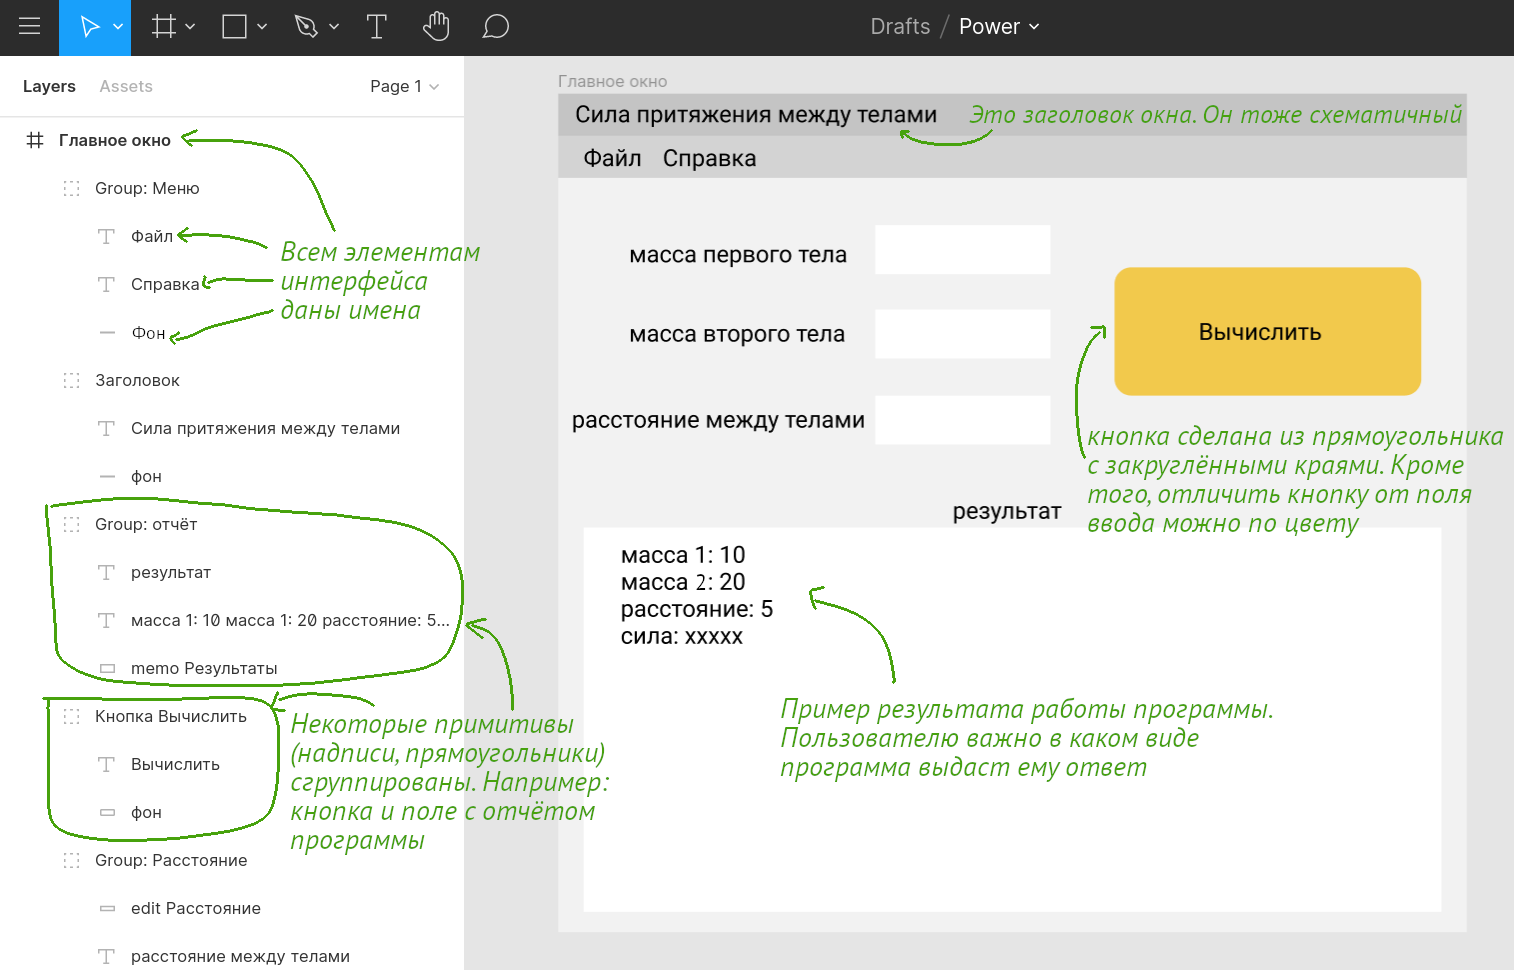 Drafts / Power
Layers Assets Page 1
Главное окно
Group: Меню
Файл
Справка
Фон
Заголовок
Сила притяжения между телами
фон
Group: отчёт
результат
масса 1: 10 масса 1: 20 расстояние: 5...
memo Результаты
Кнопка Вычислить
Вычислить
фон
Group: Расстояние
edit Расстояние
расстояние между телами
Всем элементам
интерфейса
даны имена
Некоторые примитивы
(надписи, прямоугольники)
сгруппированы. Например:
кнопка и поле с отчётом
программы
Главное окно
Сила притяжения между телами
Это заголовок окна. Он тоже схематичный
Файл Справка
масса первого тела
масса второго тела
расстояние между телами
Вычислить
кнопка сделана из прямоугольника
с закруглёнными краями. Кроме
того, отличить кнопку от поля
ввода можно по цвету
результат
масса 1: 10
масса 2: 20
расстояние: 5
сила: xxxxx
Пример результата работы программы.
Пользователю важно в каком виде
программа выдаст ему ответ